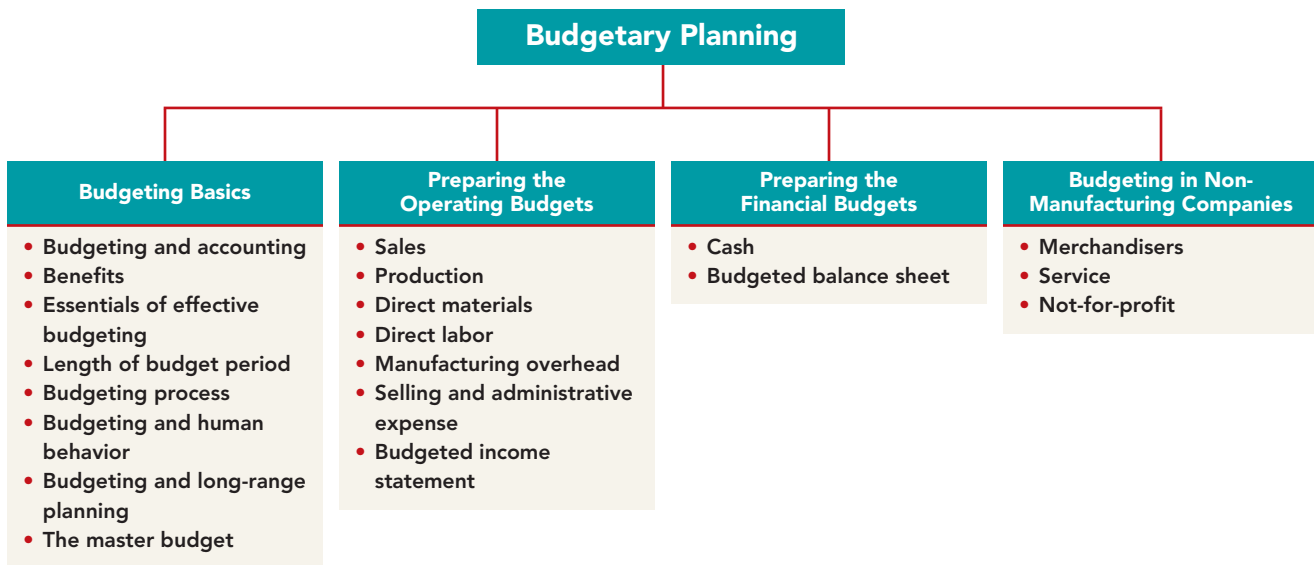 Budgetary Planning
Budgeting Basics
• Budgeting and accounting
• Benefits
• Essentials of effective
budgeting
• Length of budget period
• Budgeting process
• Budgeting and human
behavior
• Budgeting and long-range
planning
• The master budget
Preparing the
Operating Budgets
• Sales
• Production
• Direct materials
• Direct labor
• Manufacturing overhead
• Selling and administrative
expense
• Budgeted income
statement
Preparing the
Financial Budgets
• Cash
• Budgeted balance sheet
Budgeting in Non-
Manufacturing Companies
• Merchandisers
• Service
• Not-for-profit